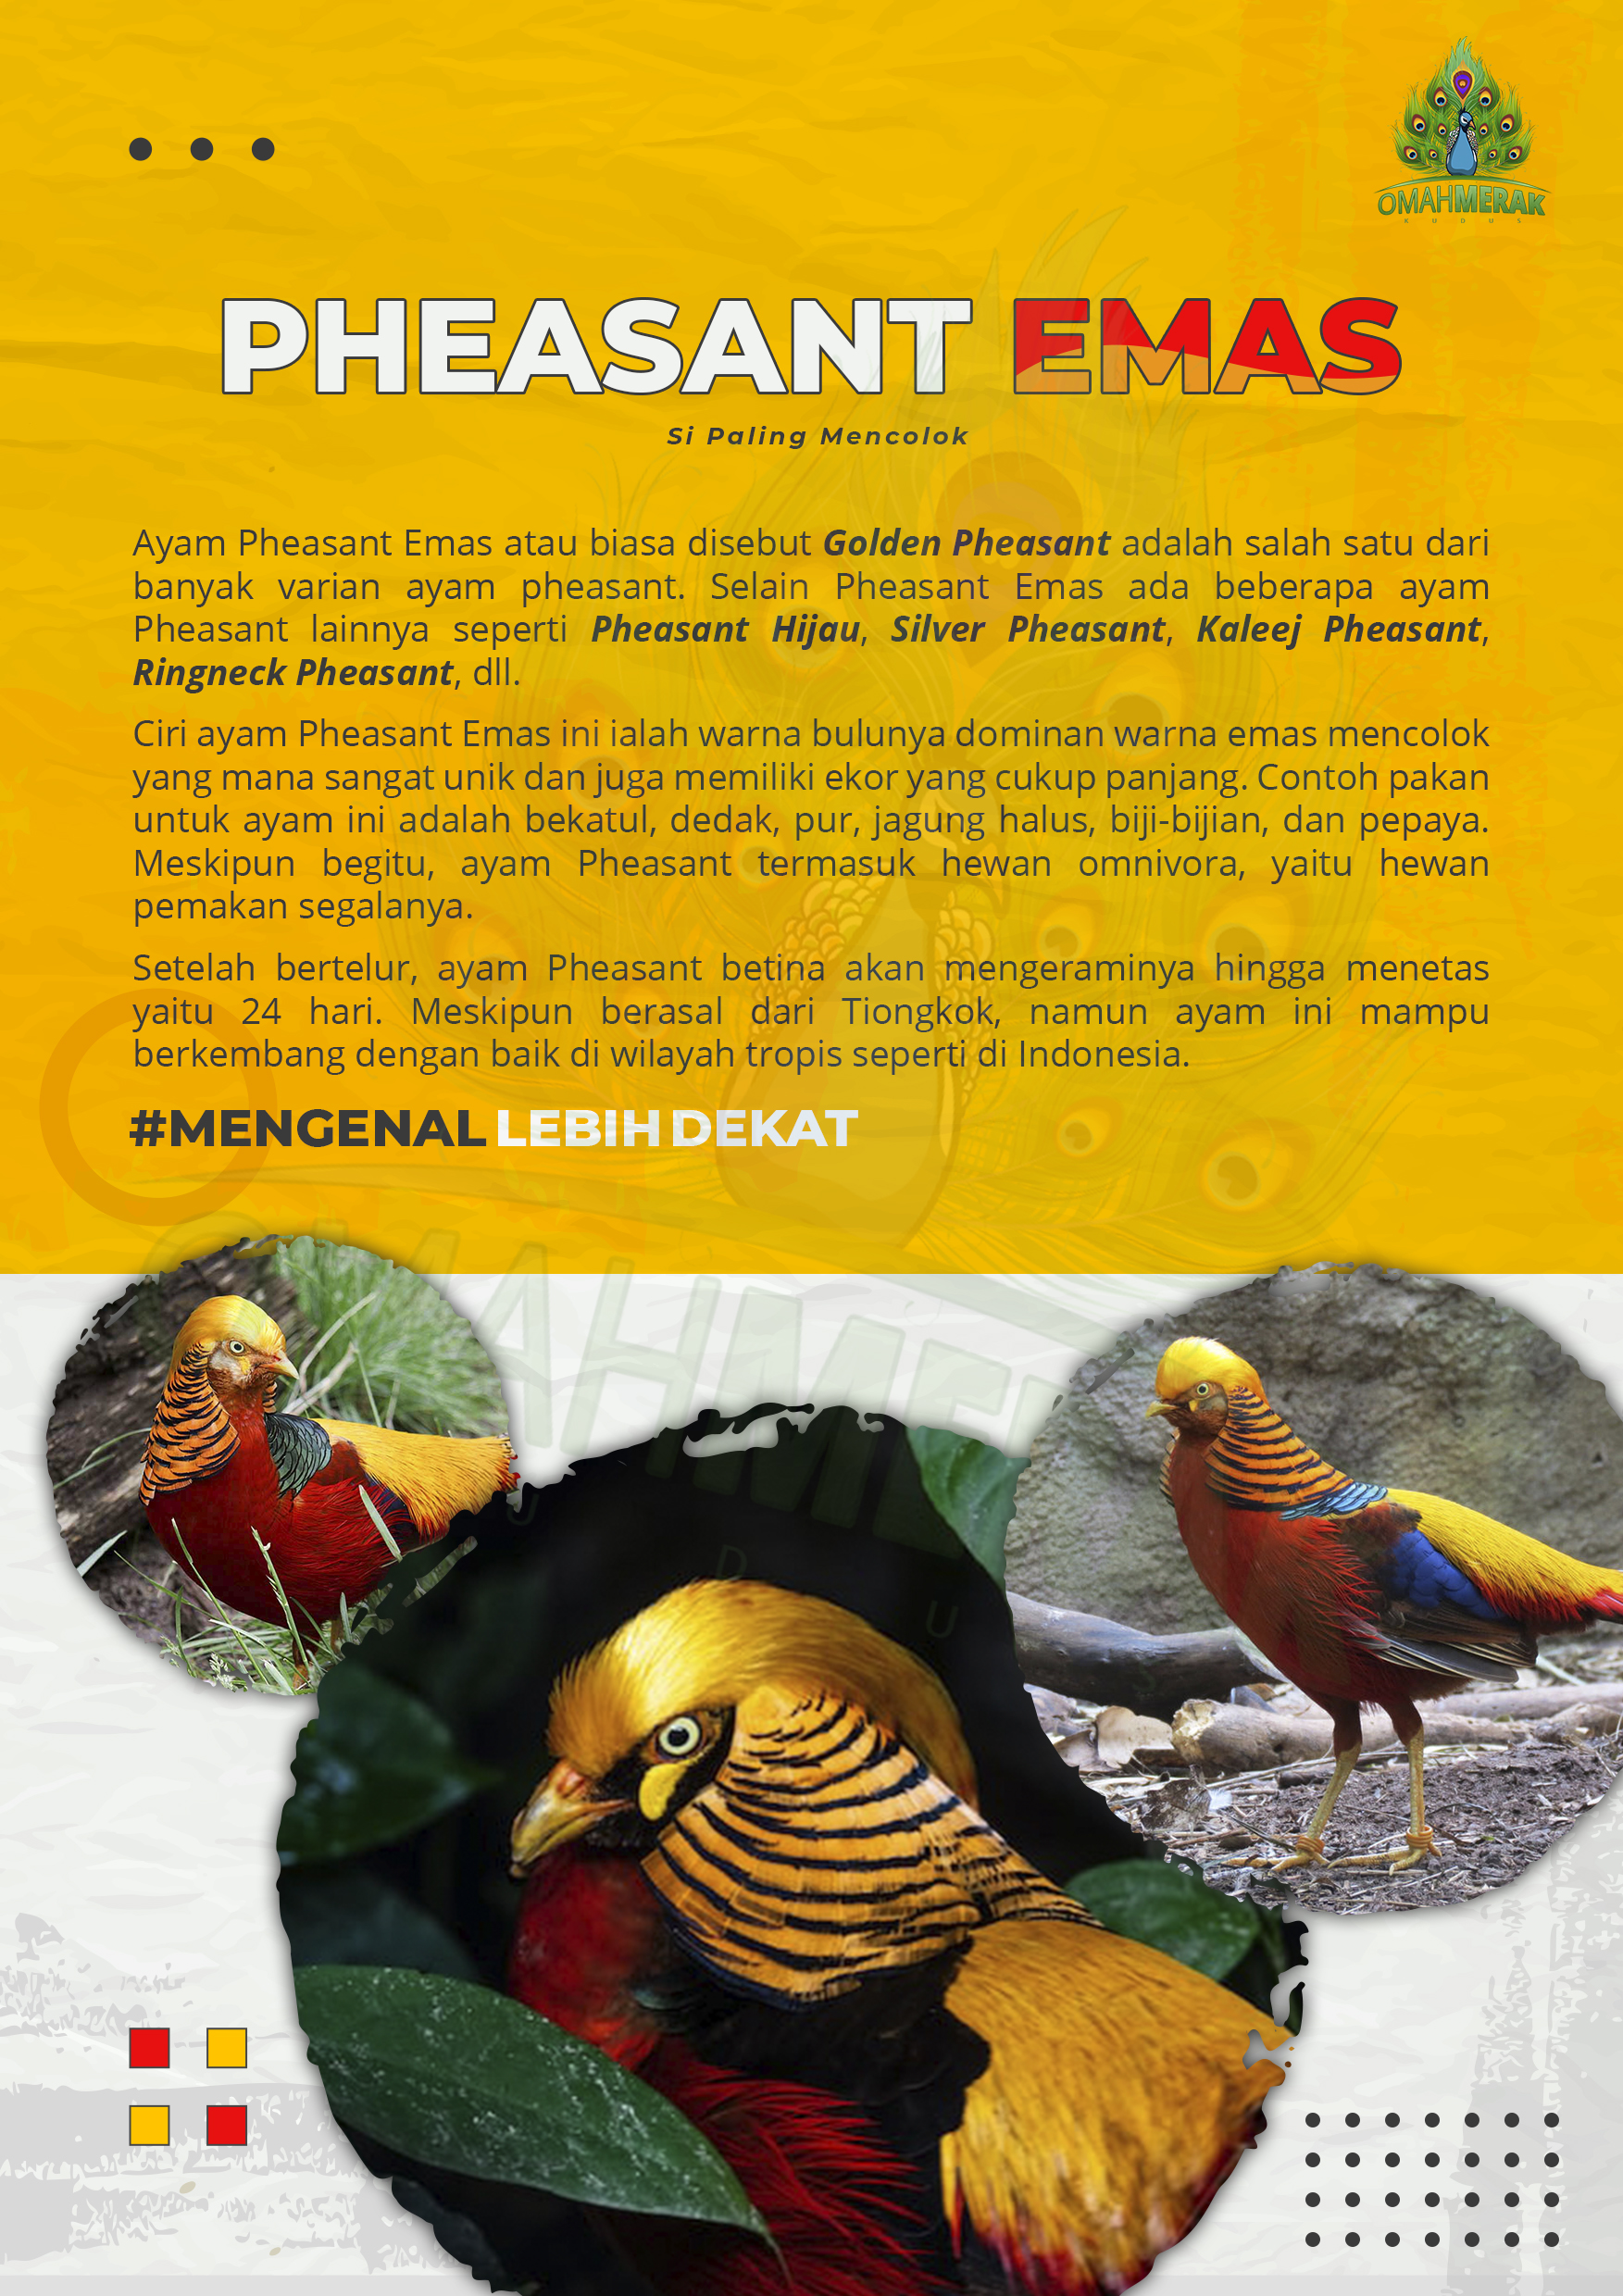 OMAHMERAK
KUDUS
PHEASANT EMAS
Si Paling Mencolok
Ayam Pheasant Emas atau biasa disebut Golden Pheasant adalah salah satu dari
banyak varian ayam pheasant. Selain Pheasant Emas ada beberapa ayam
Pheasant lainnya seperti Pheasant Hijau, Silver Pheasant, Kaleej Pheasant,
Ringneck Pheasant, dll.
Ciri ayam Pheasant Emas ini ialah warna bulunya dominan warna emas mencolok
yang mana sangat unik dan juga memiliki ekor yang cukup panjang. Contoh pakan
untuk ayam ini adalah bekatul, dedak, pur, jagung halus, biji-bijian, dan pepaya.
Meskipun begitu, ayam Pheasant termasuk hewan omnivora, yaitu hewan
pemakan segalanya.
Setelah bertelur, ayam Pheasant betina akan mengeraminya hingga menetas
yaitu 24 hari. Meskipun berasal dari Tiongkok, namun ayam ini mampu
berkembang dengan baik di wilayah tropis seperti di Indonesia.
#MENGENAL LEBIH DEKAT